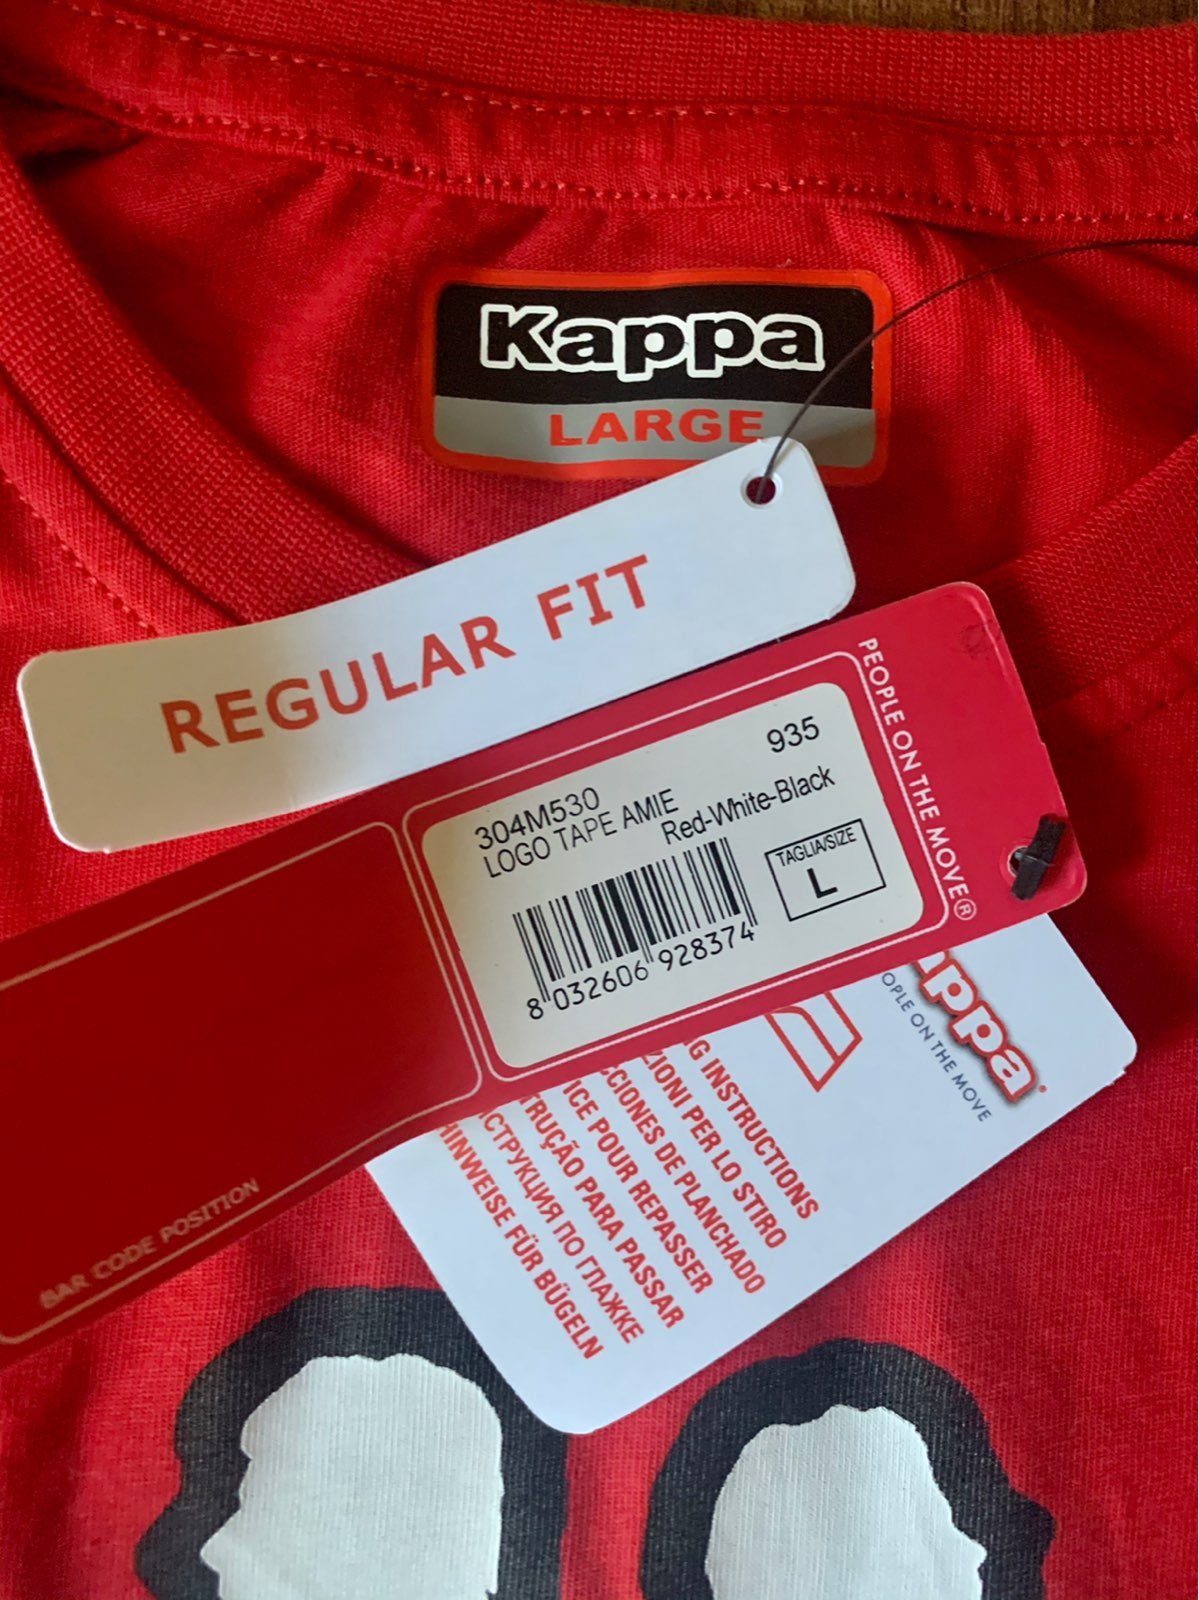 Kappa
LARGE
REGULAR FIT
PEOPLE ON THE MOVE®
935
304M530
LOGO TAPE AMIE
Red-White-Black
TAGLIA/SIZE
L
8 032606 928374
BAR CODE POSITION
ppa
OPLE ON THE MOVE
G INSTRUCTIONS
ZIONI PER LO STIRO
CCIONES DE PLANCHADO
ICE POUR REPASSER
TRUÇÃO PARA PASSAR
СТРУКЦИЯ ПО ГЛАЖКЕ
HINWEISE FÜR BÜGELN